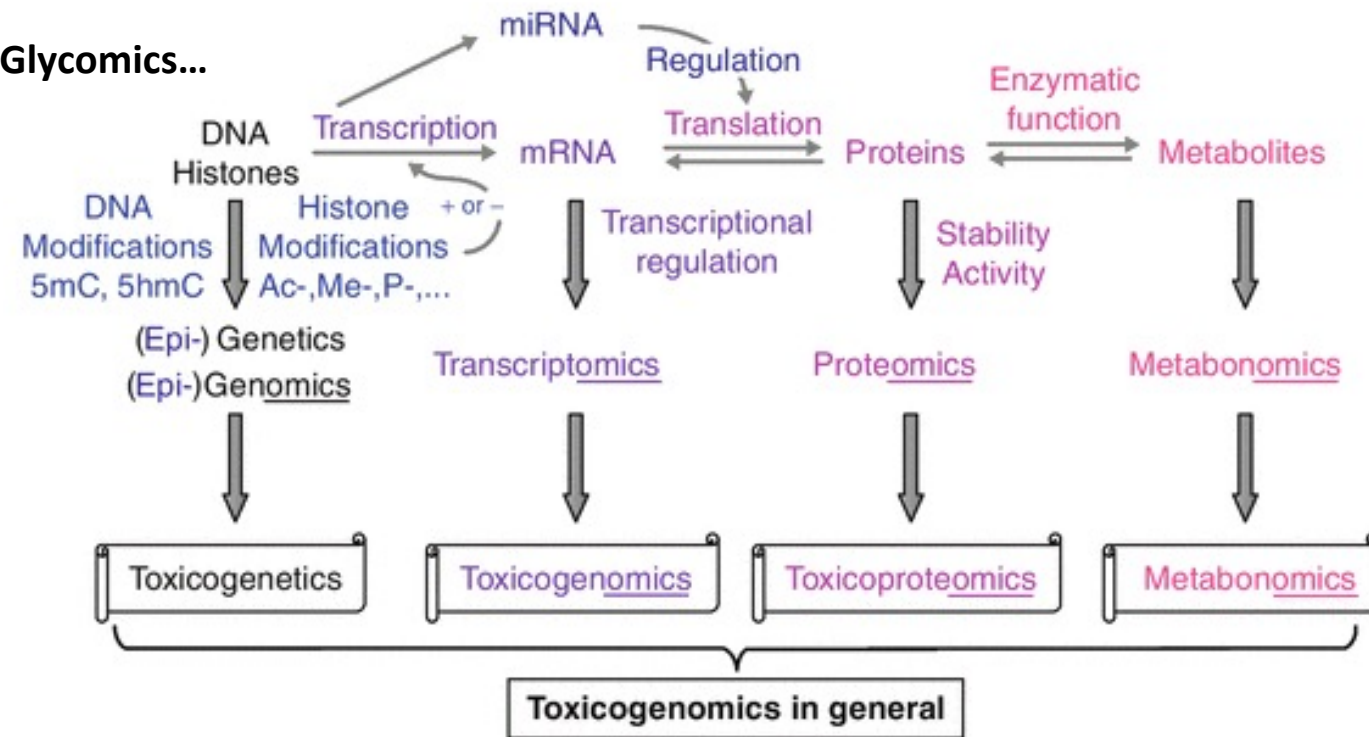 Glycomics...
miRNA
Regulation
DNA
Histones
Transcription
mRNA
Translation
Proteins
Enzymatic
function
Metabolites
DNA
Modifications
5mC, 5hmC
Histone
Modifications
Ac-,Me-,P-,...
+ or –
Transcriptional
regulation
Stability
Activity
(Epi-) Genetics
(Epi-)Genomics
Transcriptomics
Proteomics
Metabonomics
Toxicogenetics
Toxicogenomics
Toxicoproteomics
Metabonomics
Toxicogenomics in general